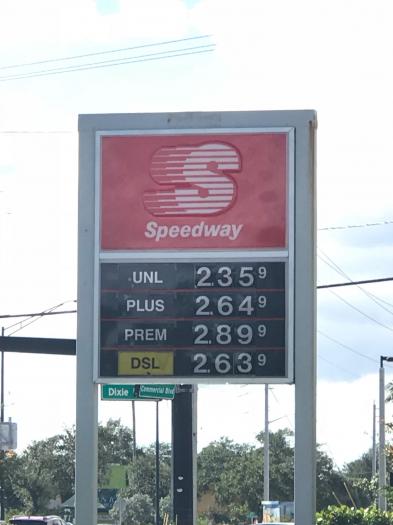 S
Speedway
UNL 2.35 9
PLUS 2.64 9
PREM 2.89 9
DSL 2.63 9
Dixie
Commercial Blvd